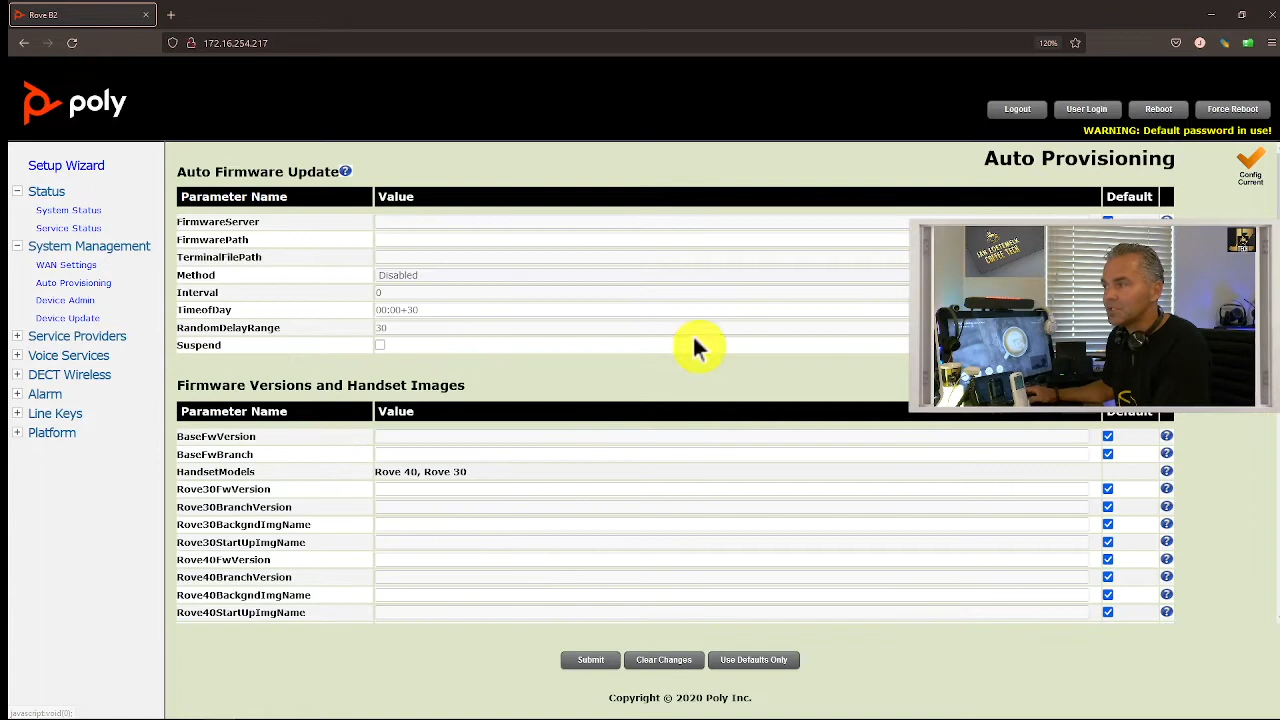 Rove B2
172.16.254.217
120%
poly
Logout
User Login
Reboot
Force Reboot
WARNING: Default password in use!
Setup Wizard
Status
System Status
Service Status
System Management
WAN Settings
Auto Provisioning
Device Admin
Device Update
Service Providers
Voice Services
DECT Wireless
Alarm
Line Keys
Platform
Auto Provisioning
Config
Current
Auto Firmware Update
Parameter Name Value Default
FirmwareServer
FirmwarePath
TerminalFilePath
Method Disabled
Interval 0
TimeofDay 00:00+30
RandomDelayRange 30
Suspend
Firmware Versions and Handset Images
Parameter Name Value Default
BaseFwVersion
BaseFwBranch
HandsetModels Rove 40, Rove 30
Rove30FwVersion
Rove30BranchVersion
Rove30BackgndImgName
Rove30StartUpImgName
Rove40FwVersion
Rove40BranchVersion
Rove40BackgndImgName
Rove40StartUpImgName
Submit
Clear Changes
Use Defaults Only
Copyright © 2020 Poly Inc.
javascript:void(0);